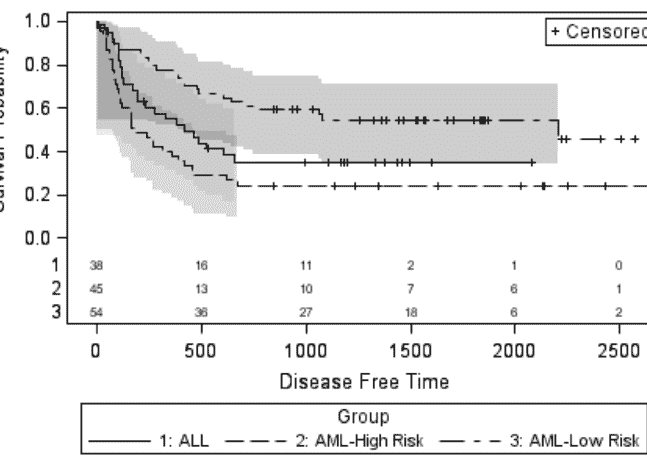 + Censored
1.0
0.8
0.6
0.4
0.2
0.0
Survival Probability
1 38 16 11 2 1 0
2 45 13 10 7 6 1
3 54 36 27 18 6 2
0 500 1000 1500 2000 2500
Disease Free Time
Group
1: ALL 2: AML-High Risk 3: AML-Low Risk